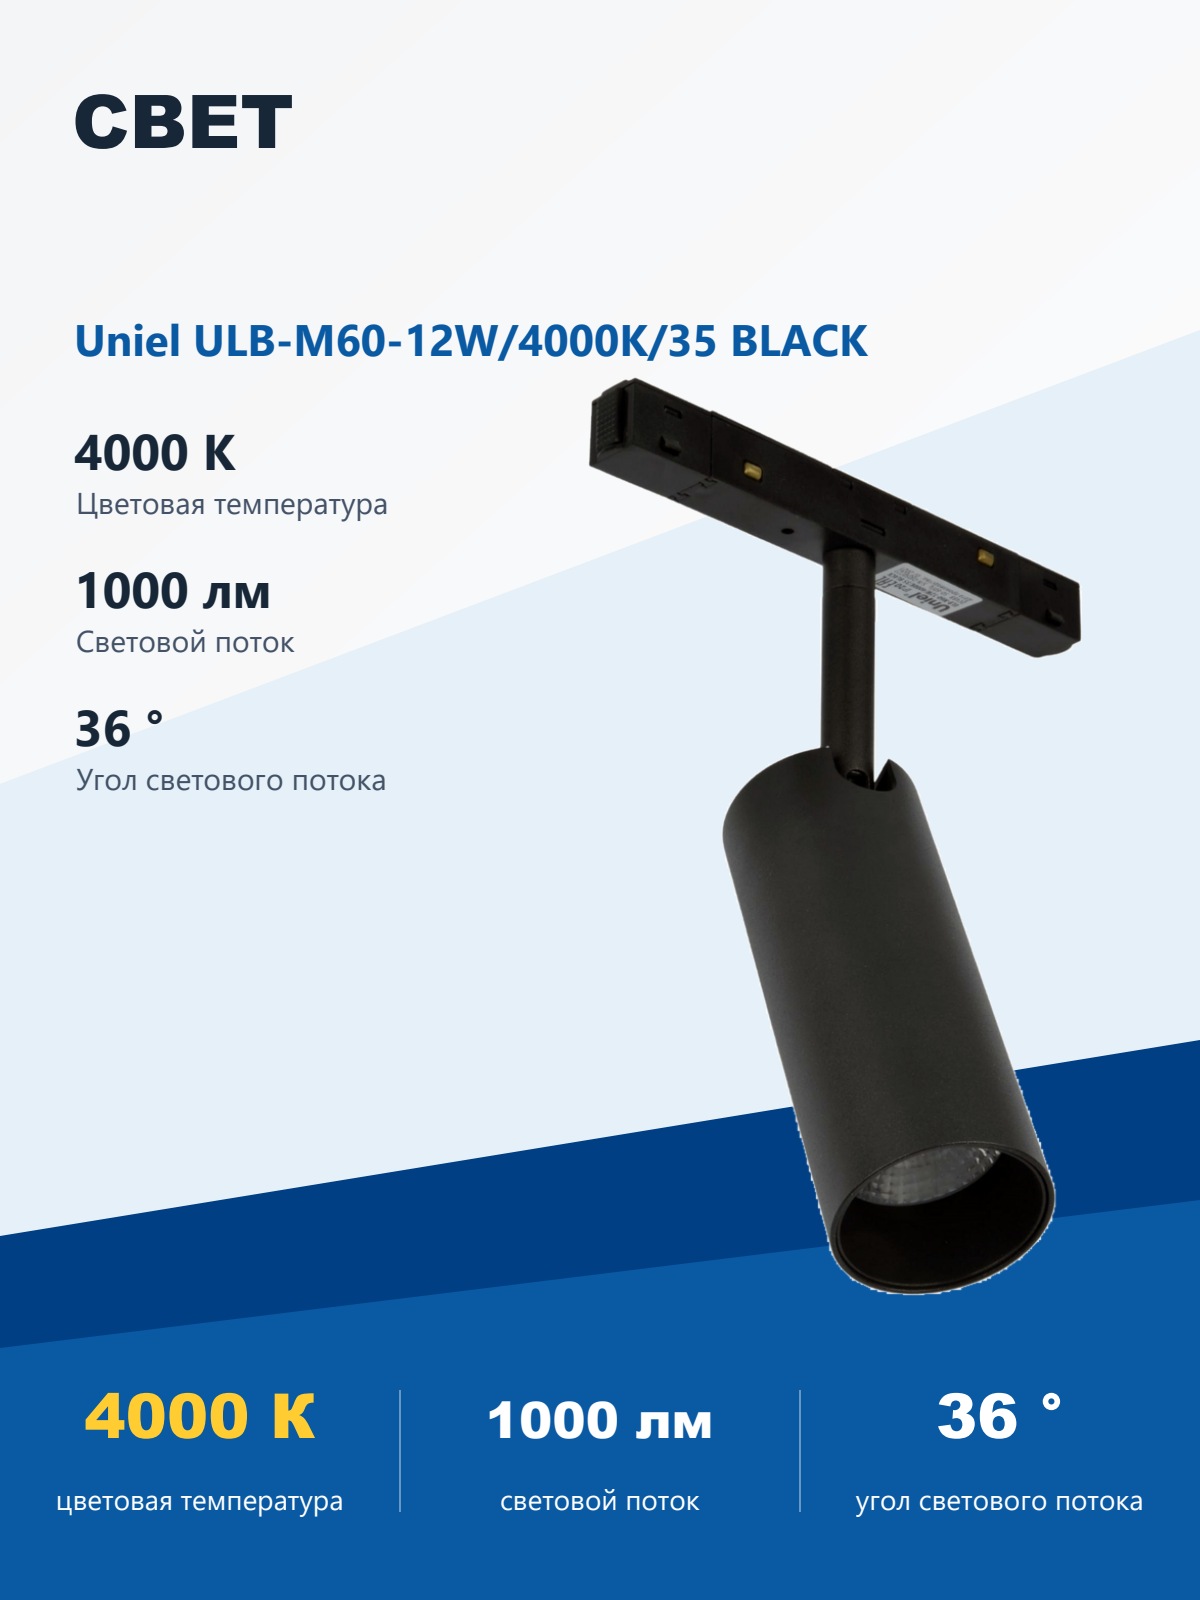 СВЕТ
Uniel ULB-M60-12W/4000K/35 BLACK
4000 К
Цветовая температура
1000 лм
Световой поток
36 °
Угол светового потока
Uniel
4000 К
1000 лм
36 °
цветовая температура
световой поток
угол светового потока